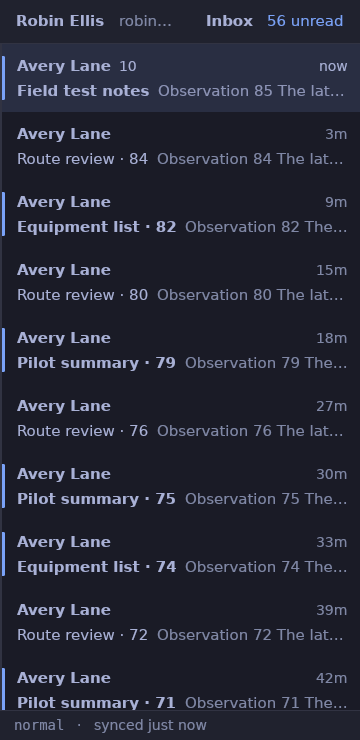 Robin Ellis robin... Inbox 56 unread
Avery Lane 10 now
Field test notes Observation 85 The lat...
Avery Lane 3m
Route review · 84 Observation 84 The lat...
Avery Lane 9m
Equipment list · 82 Observation 82 The...
Avery Lane 15m
Route review · 80 Observation 80 The lat...
Avery Lane 18m
Pilot summary · 79 Observation 79 The...
Avery Lane 27m
Route review · 76 Observation 76 The lat...
Avery Lane 30m
Pilot summary · 75 Observation 75 The...
Avery Lane 33m
Equipment list · 74 Observation 74 The...
Avery Lane 39m
Route review · 72 Observation 72 The lat...
Avery Lane 42m
Pilot summary · 71 Observation 71 The...
normal · synced just now